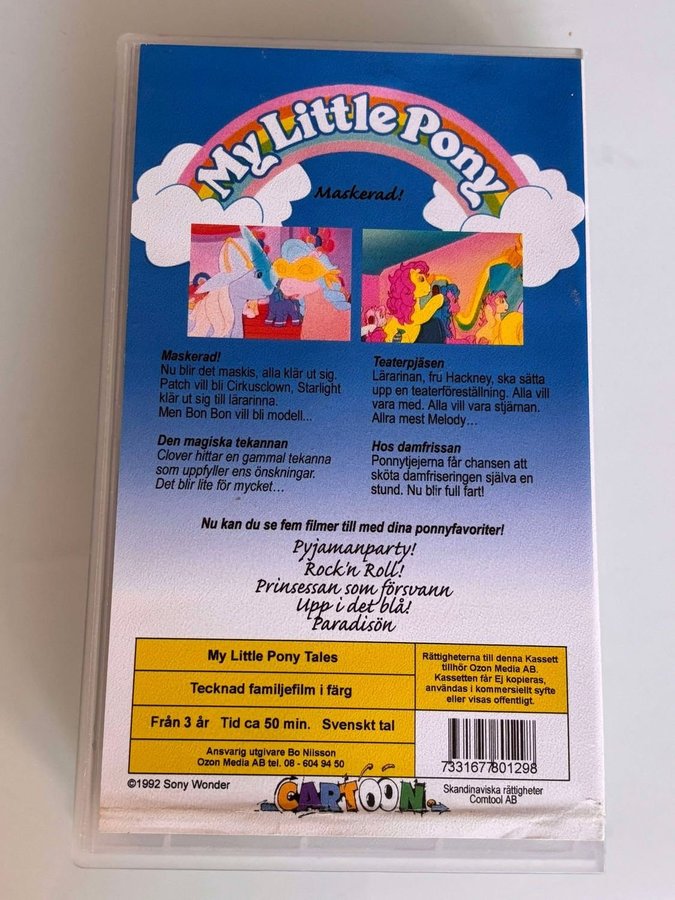 My Little Pony
Maskerad!
Maskerad!
Nu blir det maskis, alla klär ut sig.
Patch vill bli Cirkusclown, Starlight
klär ut sig till lärarinna.
Men Bon Bon vill bli modell...
Teaterpjäsen
Lärarinan, fru Hackney, ska sätta
upp en teaterföreställning. Alla vill
vara med. Alla vill vara stjärnan.
Allra mest Melody...
Den magiska tekannan
Clover hittar en gammal tekanna
som uppfyller ens önskningar.
Det blir lite för mycket...
Hos damfrissan
Ponnytjejerna får chansen att
sköta damfriseringen själva en
stund. Nu blir full fart!
Nu kan du se fem filmer till med dina ponnyfavoriter!
Pyjamanparty!
Rock'n Roll!
Prinsessan som försvann
Upp i det blå!
Paradisön
My Little Pony Tales
Tecknad familjefilm i färg
Från 3 år Tid ca 50 min. Svenskt tal
Ansvarig utgivare Bo Nilsson
Ozon Media AB tel. 08 - 604 94 50
Rättigheterna till denna Kassett
tillhör Ozon Media AB.
Kassetten får Ej kopieras,
användas i kommersiellt syfte
eller visas offentligt.
7331677801298
©1992 Sony Wonder
CARTOON
Skandinaviska rättigheter
Comtool AB